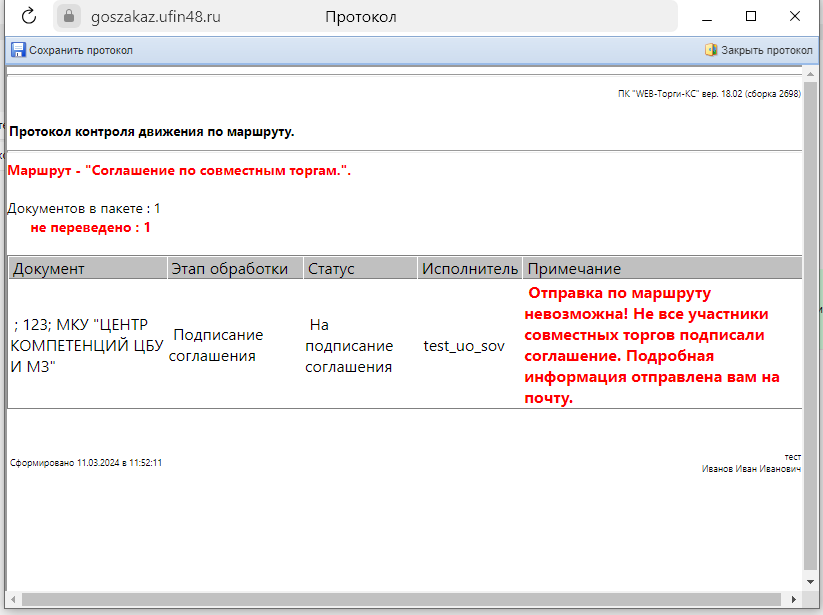 goszakaz.ufin48.ru Протокол
Сохранить протокол Закрыть протокол
ПК "WEB-Торги-КС" вер. 18.02 (сборка 2698)
Протокол контроля движения по маршруту.
Маршрут - "Соглашение по совместным торгам.".
Документов в пакете : 1
не переведено : 1
Документ Этап обработки Статус Исполнитель Примечание
; 123; МКУ "ЦЕНТР
КОМПЕТЕНЦИЙ ЦБУ
И МЗ"
Подписание
соглашения
На
подписание
соглашения
test_uo_sov
Отправка по маршруту
невозможна! Не все участники
совместных торгов подписали
соглашение. Подробная
информация отправлена вам на
почту.
Сформировано 11.03.2024 в 11:52:11
тест
Иванов Иван Иванович